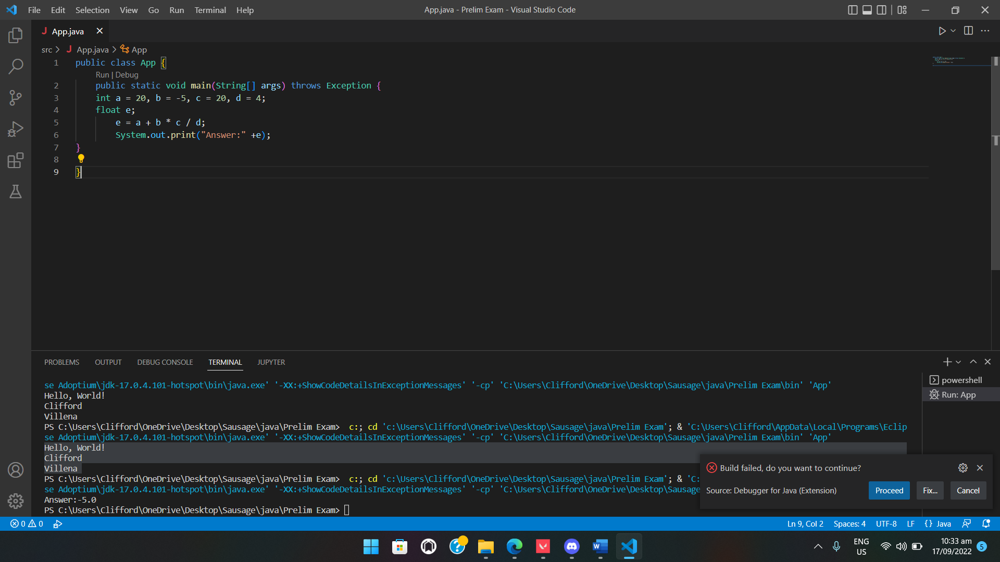 File Edit Selection View Go Run Terminal Help
App.java - Prelim Exam - Visual Studio Code
J App.java
src > J App.java > App
1 public class App {
Run | Debug
2 public static void main(String[] args) throws Exception {
3 int a = 20, b = -5, c = 20, d = 4;
4 float e;
5 e = a + b * c / d;
6 System.out.print("Answer:" +e);
7 }
8
9 }
PROBLEMS OUTPUT DEBUG CONSOLE TERMINAL JUPYTER
powershell
Run: App
se Adoptium\jdk-17.0.4.101-hotspot\bin\java.exe' '-XX:+ShowCodeDetailsInExceptionMessages' '-cp' 'C:\Users\Clifford\OneDrive\Desktop\Sausage\java\Prelim Exam\bin' 'App'
Hello, World!
Clifford
Villena
PS C:\Users\Clifford\OneDrive\Desktop\Sausage\java\Prelim Exam> c:; cd 'c:\Users\Clifford\OneDrive\Desktop\Sausage\java\Prelim Exam'; & 'C:\Users\Clifford\AppData\Local\Programs\Eclip
se Adoptium\jdk-17.0.4.101-hotspot\bin\java.exe' '-XX:+ShowCodeDetailsInExceptionMessages' '-cp' 'C:\Users\Clifford\OneDrive\Desktop\Sausage\java\Prelim Exam\bin' 'App'
Hello, World!
Clifford
Villena
PS C:\Users\Clifford\OneDrive\Desktop\Sausage\java\Prelim Exam> c:; cd 'c:\Users\Clifford\OneDrive\Desktop\Sausage\java\Prelim Exam'; & 'C:
se Adoptium\jdk-17.0.4.101-hotspot\bin\java.exe' '-XX:+ShowCodeDetailsInExceptionMessages' '-cp' 'C:\Users\Clifford\OneDrive\Desktop\Sausage
Answer:-5.0
PS C:\Users\Clifford\OneDrive\Desktop\Sausage\java\Prelim Exam>
Build failed, do you want to continue?
Source: Debugger for Java (Extension)
Proceed Fix... Cancel
0 0
Ln 9, Col 2 Spaces: 4 UTF-8 LF {} Java
W
ENG
US
10:33 am
17/09/2022
5